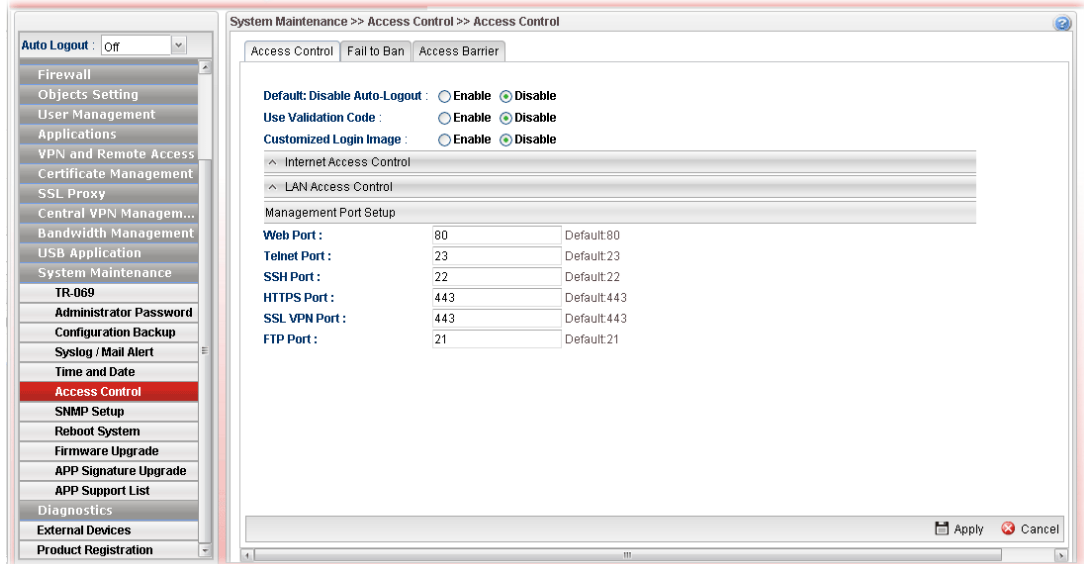 System Maintenance >> Access Control >> Access Control
Auto Logout : Off
Firewall
Objects Setting
User Management
Applications
VPN and Remote Access
Certificate Management
SSL Proxy
Central VPN Managem...
Bandwidth Management
USB Application
System Maintenance
TR-069
Administrator Password
Configuration Backup
Syslog / Mail Alert
Time and Date
Access Control
SNMP Setup
Reboot System
Firmware Upgrade
APP Signature Upgrade
APP Support List
Diagnostics
External Devices
Product Registration
Access Control Fail to Ban Access Barrier
Default: Disable Auto-Logout : Enable Disable
Use Validation Code : Enable Disable
Customized Login Image : Enable Disable
Internet Access Control
LAN Access Control
Management Port Setup
Web Port : 80 Default:80
Telnet Port : 23 Default:23
SSH Port : 22 Default:22
HTTPS Port : 443 Default:443
SSL VPN Port : 443 Default:443
FTP Port : 21 Default:21
Apply Cancel